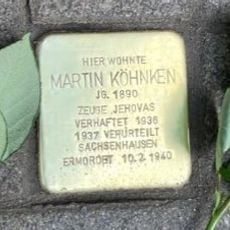 HIER WOHNTE
MARTIN KÖHNKEN
JG. 1890
ZEUGE JEHOVAS
VERHAFTET 1936
1937 VERURTEILT
SACHSENHAUSEN
ERMORDET 10.2.1940